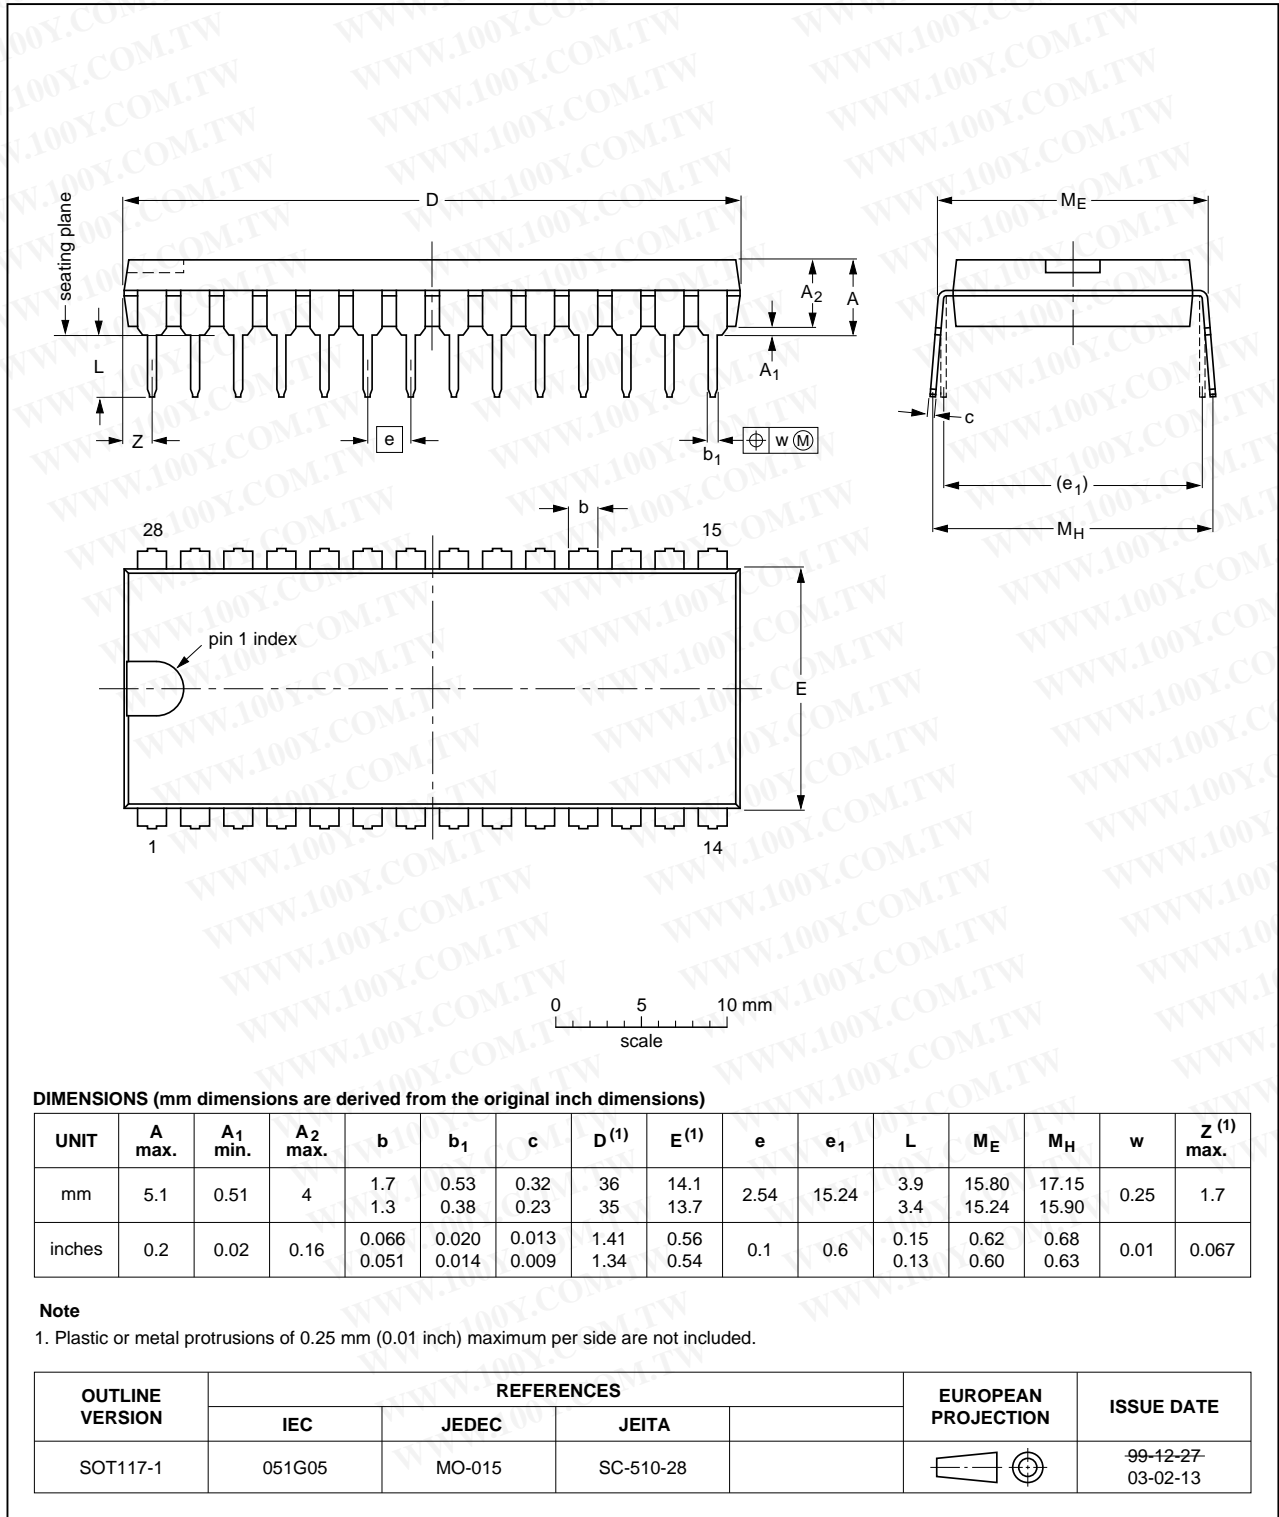 seating plane
D
A2
A
A1
L
Z
e
b1
w M
ME
c
(e1)
MH
b
28
15
pin 1 index
E
1
14
0 5 10 mm
scale
DIMENSIONS (mm dimensions are derived from the original inch dimensions)
UNIT A max. A1 min. A2 max. b b1 c D(1) E(1) e e1 L ME MH w Z(1) max.
mm 5.1 0.51 4 1.7 1.3 0.53 0.38 0.32 0.23 36 35 14.1 13.7 2.54 15.24 3.9 3.4 15.80 15.24 17.15 15.90 0.25 1.7
inches 0.2 0.02 0.16 0.066 0.051 0.020 0.014 0.013 0.009 1.41 1.34 0.56 0.54 0.1 0.6 0.15 0.13 0.62 0.60 0.68 0.63 0.01 0.067
Note
1. Plastic or metal protrusions of 0.25 mm (0.01 inch) maximum per side are not included.
OUTLINE VERSION REFERENCES EUROPEAN PROJECTION ISSUE DATE
IEC JEDEC JEITA
SOT117-1 051G05 MO-015 SC-510-28 99-12-27
03-02-13
WWW.100Y.COM.TW